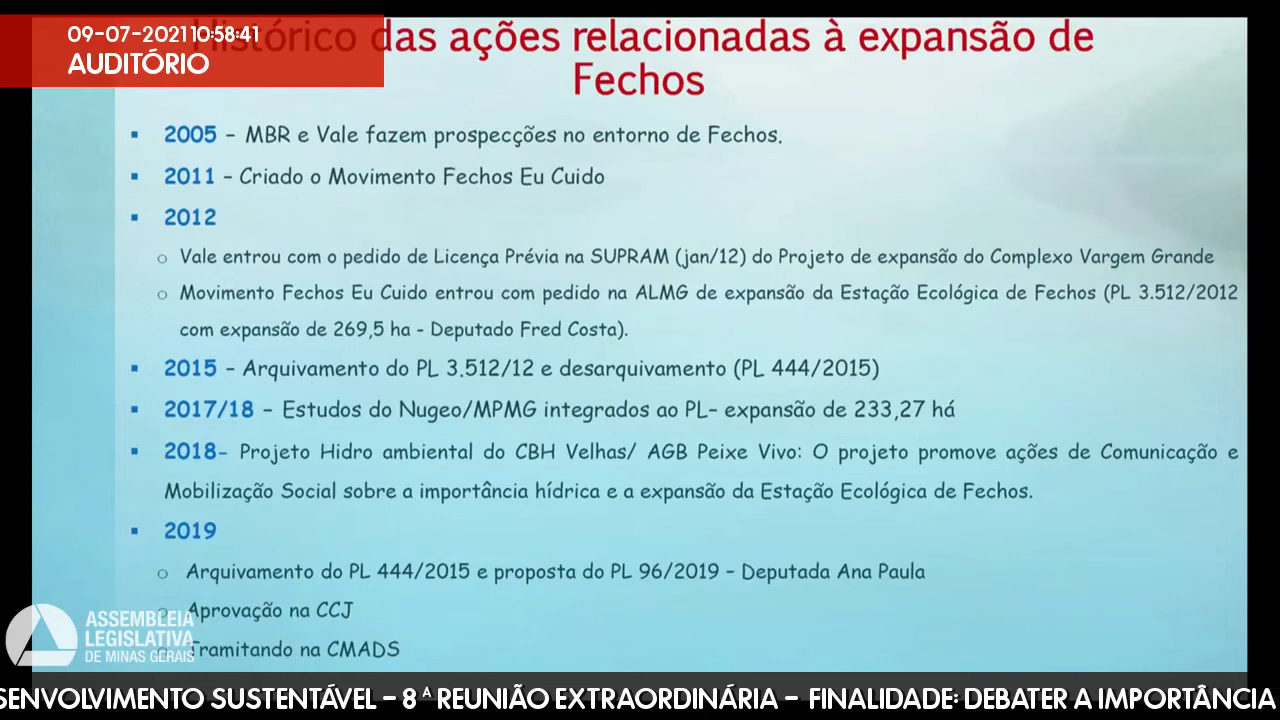 09-07-2021 10:58:41
AUDITÓRIO
Histórico das ações relacionadas à expansão de
Fechos
▪ 2005 – MBR e Vale fazem prospecções no entorno de Fechos.
▪ 2011 – Criado o Movimento Fechos Eu Cuido
▪ 2012
o Vale entrou com o pedido de Licença Prévia na SUPRAM (jan/12) do Projeto de expansão do Complexo Vargem Grande
o Movimento Fechos Eu Cuido entrou com pedido na ALMG de expansão da Estação Ecológica de Fechos (PL 3.512/2012
com expansão de 269,5 ha - Deputado Fred Costa).
▪ 2015 – Arquivamento do PL 3.512/12 e desarquivamento (PL 444/2015)
▪ 2017/18 – Estudos do Nugeo/MPMG integrados ao PL– expansão de 233,27 há
▪ 2018– Projeto Hidro ambiental do CBH Velhas/ AGB Peixe Vivo: O projeto promove ações de Comunicação e
Mobilização Social sobre a importância hídrica e a expansão da Estação Ecológica de Fechos.
▪ 2019
o Arquivamento do PL 444/2015 e proposta do PL 96/2019 – Deputada Ana Paula
o Aprovação na CCJ
o Tramitando na CMADS
ASSEMBLEIA
LEGISLATIVA
DE MINAS GERAIS
SENVOLVIMENTO SUSTENTÁVEL – 8ª REUNIÃO EXTRAORDINÁRIA – FINALIDADE: DEBATER A IMPORTÂNCIA